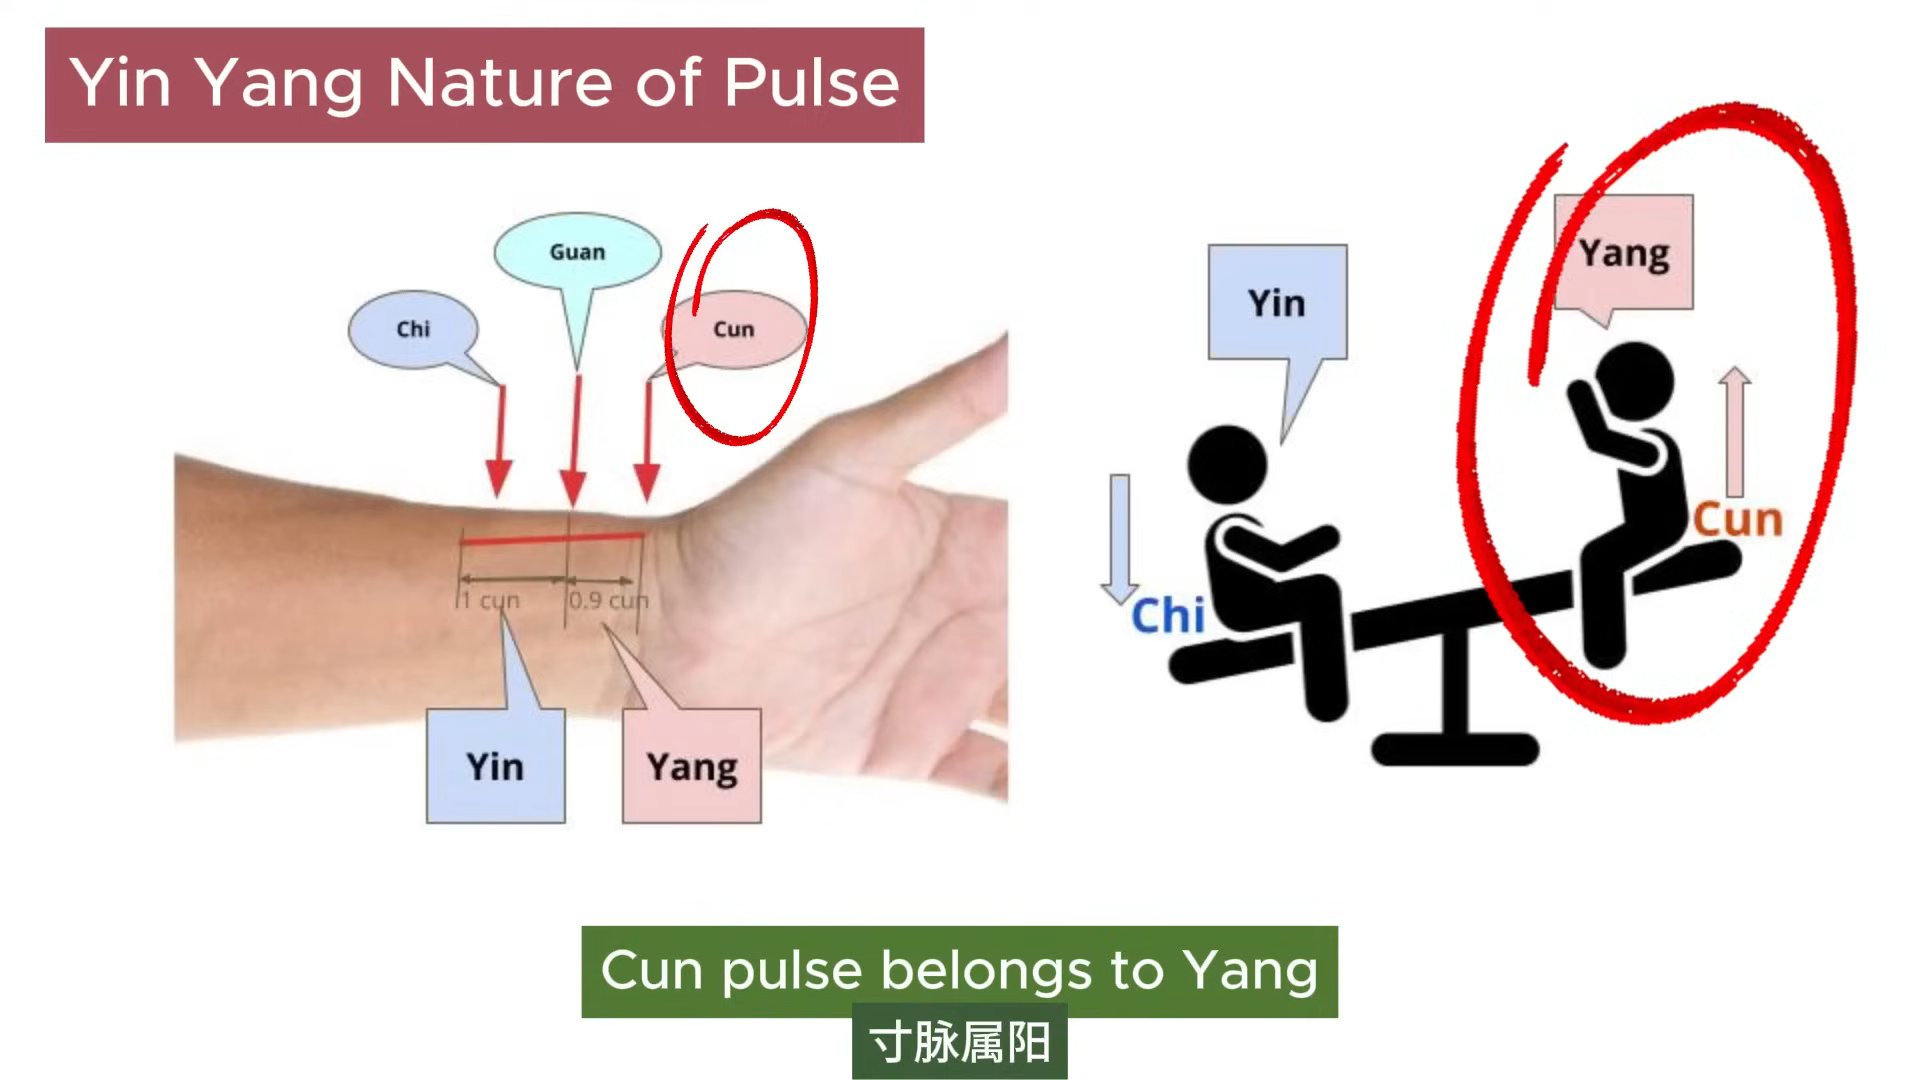 Yin Yang Nature of Pulse
Guan
Chi
Cun
1 cun
0.9 cun
Yin
Yang
Yin
Yang
Chi
Cun
Cun pulse belongs to Yang
寸脉属阳